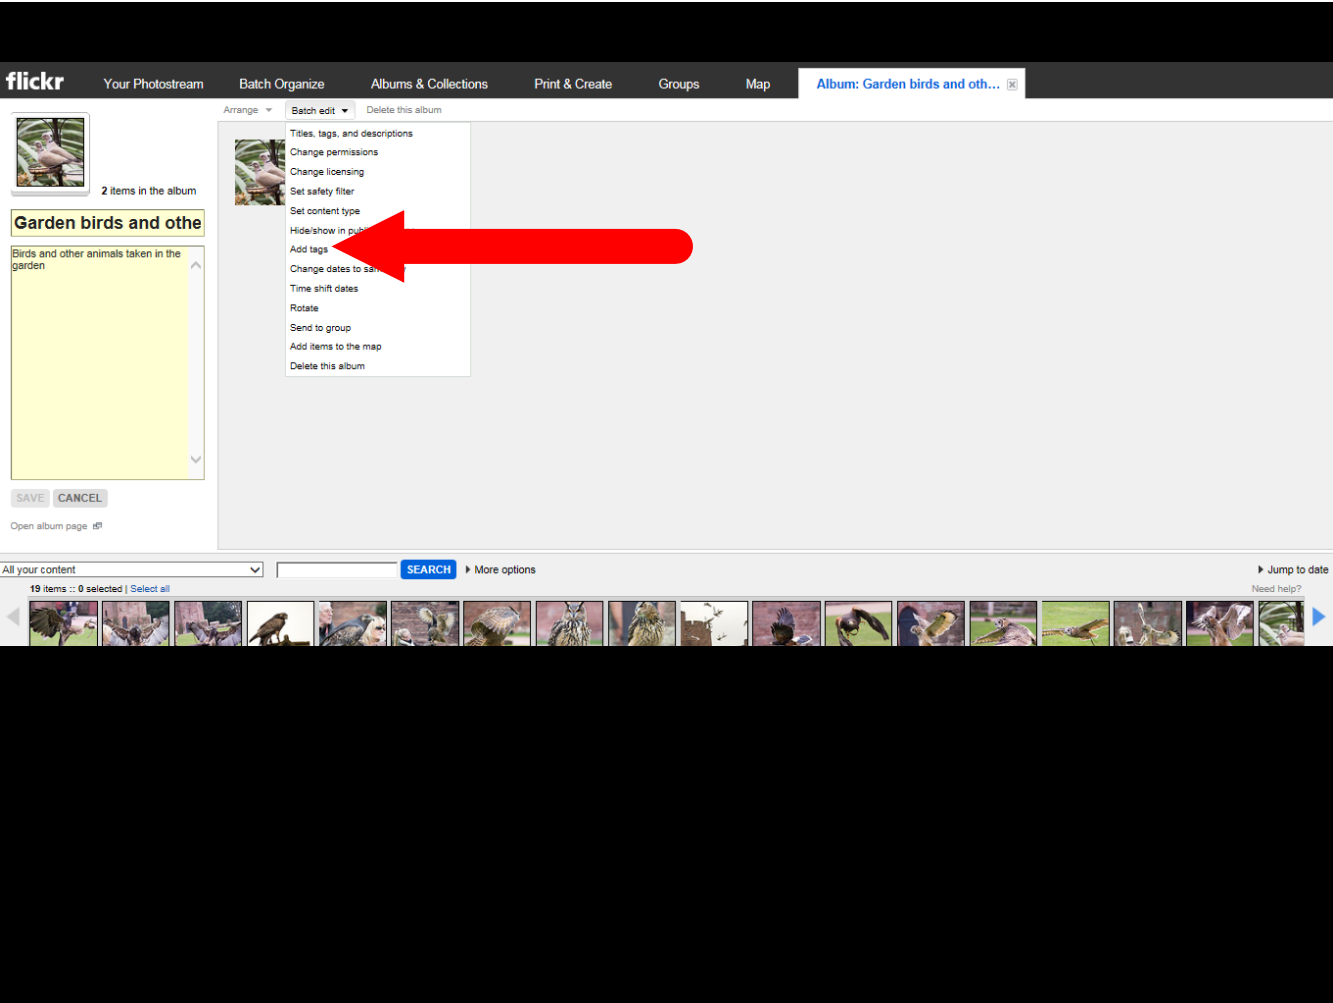 flickr Your Photostream Batch Organize Albums & Collections Print & Create Groups Map Album: Garden birds and oth...
Arrange Batch edit Delete this album
2 items in the album
Garden birds and othe
Birds and other animals taken in the
garden
SAVE CANCEL
Open album page
Titles, tags, and descriptions
Change permissions
Change licensing
Set safety filter
Set content type
Hide/show in
Add tags
Change dates to
Time shift dates
Rotate
Send to group
Add items to the map
Delete this album
All your content SEARCH More options Jump to date
19 items :: 0 selected | Select all Need help?